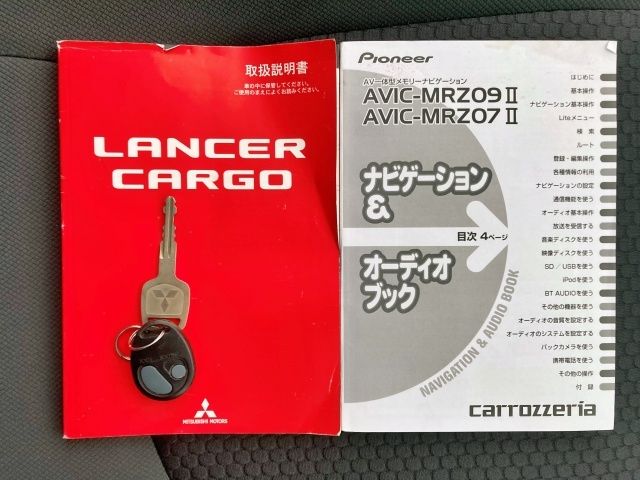 取扱説明書
車の中に保管してください。
ご使用のまえによくお読みください。
LANCER
CARGO
MITSUBISHI MOTORS
Pioneer
AV一体型メモリーナビゲーション
AVIC-MRZ09Ⅱ
AVIC-MRZ07Ⅱ
ナビゲーション
&
目次 4ページ
オーディオ
ブック
NAVIGATION & AUDIO BOOK
carrozzeria
はじめに
基本操作
ナビゲーション基本操作
Liteメニュー
検 索
ルート
登録・編集操作
各種情報の利用
ナビゲーションの設定
通信機能を使う
オーディオ基本操作
放送を受信する
音楽ディスクを使う
映像ディスクを使う
SD/USBを使う
iPodを使う
BT AUDIOを使う
その他の機器を使う
オーディオの音質を設定する
オーディオのシステムを設定する
バックカメラを使う
携帯電話を使う
その他の操作
付 録